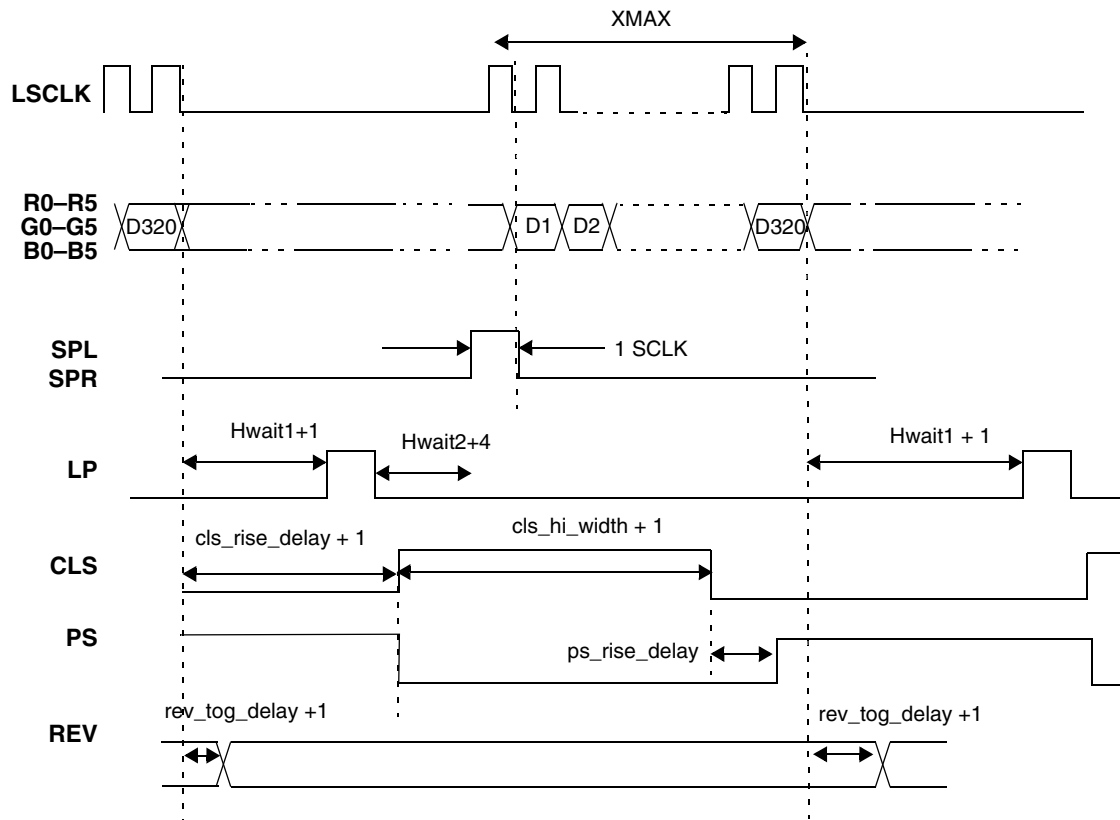 XMAX
LSCLK
R0–R5
G0–G5
B0–B5
D320
D1
D2
D320
SPL
SPR
1 SCLK
LP
Hwait1+1
Hwait2+4
Hwait1 + 1
CLS
cls_rise_delay + 1
cls_hi_width + 1
PS
ps_rise_delay
REV
rev_tog_delay +1
rev_tog_delay +1